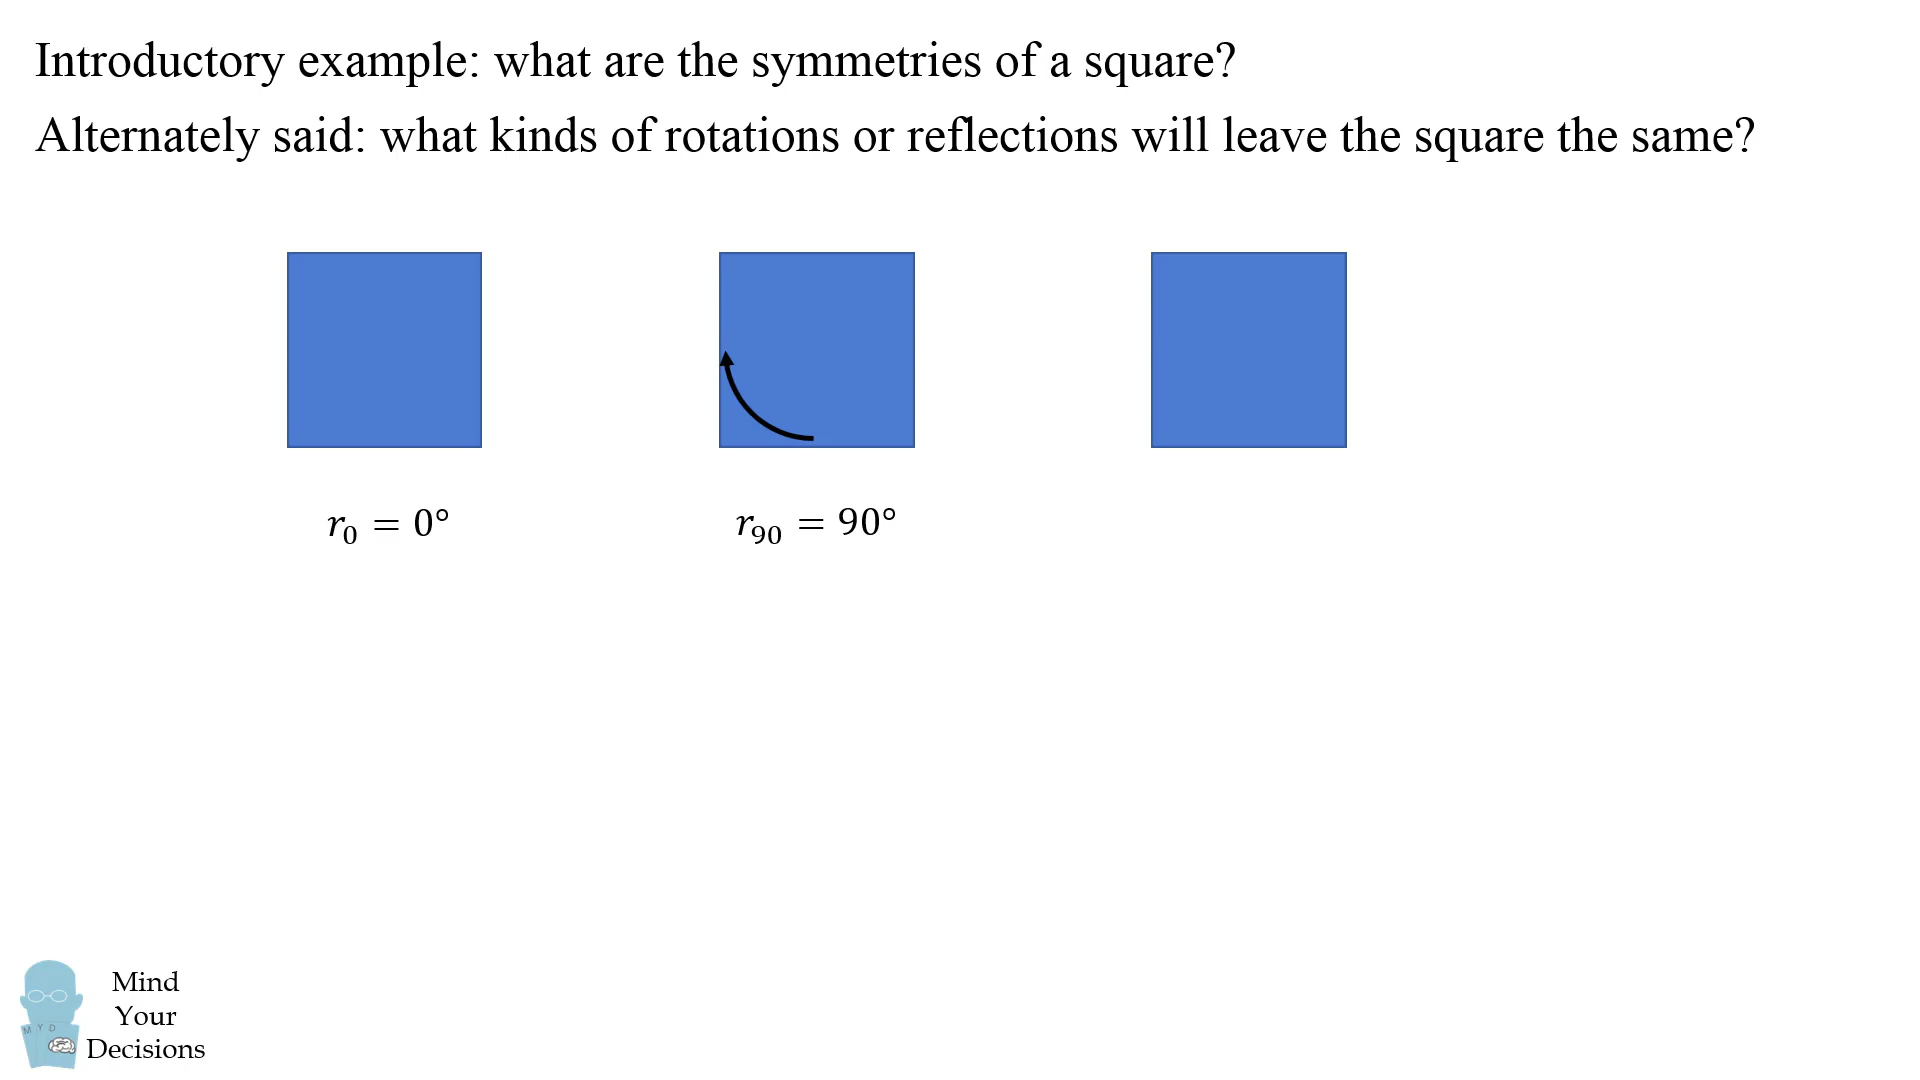 Introductory example: what are the symmetries of a square?
Alternately said: what kinds of rotations or reflections will leave the square the same?
r₀ = 0°
r₉₀ = 90°
Mind
Your
Decisions
M Y D